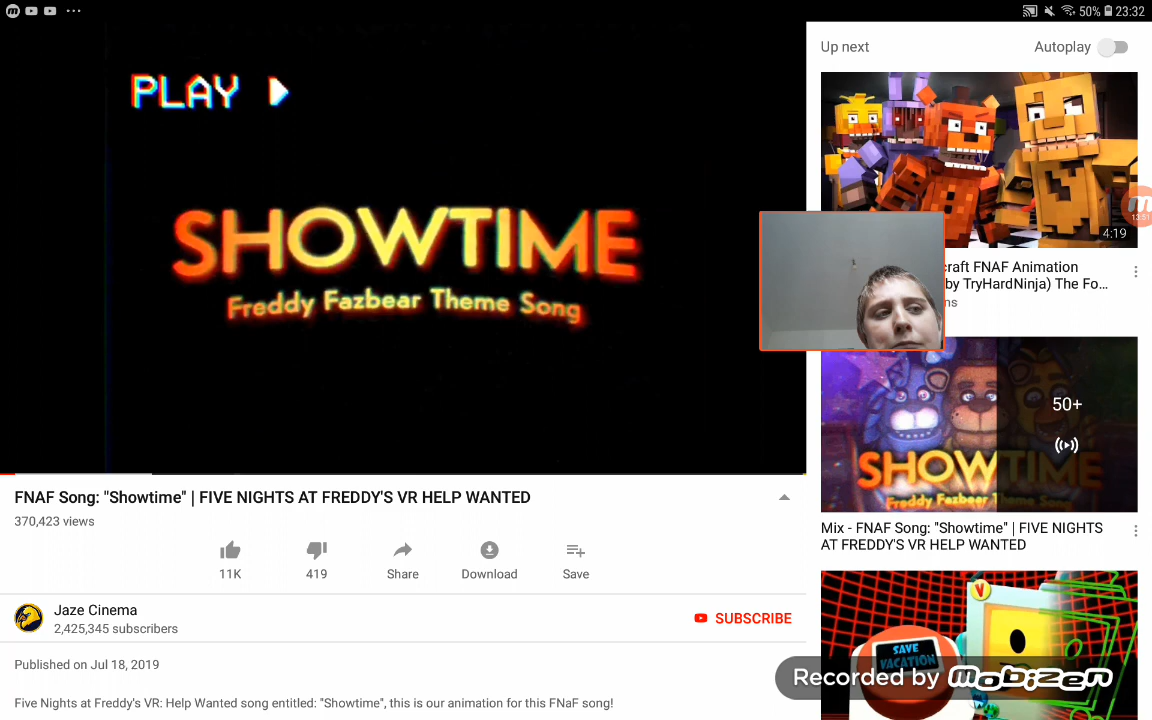 50% 23:32
PLAY
SHOWTIME
Freddy Fazbear Theme Song
FNAF Song: "Showtime" | FIVE NIGHTS AT FREDDY'S VR HELP WANTED
370,423 views
11K
419
Share
Download
Save
Jaze Cinema
2,425,345 subscribers
SUBSCRIBE
Published on Jul 18, 2019
Five Nights at Freddy's VR: Help Wanted song entitled: "Showtime", this is our animation for this FNaF song!
Up next
Autoplay
13:51
4:19
craft FNAF Animation
by TryHardNinja) The Fo...
ns
50+
SHOWTIME
Freddy Fazbear Theme Song
Mix - FNAF Song: "Showtime" | FIVE NIGHTS
AT FREDDY'S VR HELP WANTED
V
SAVE
VACATION
Recorded by mobizen